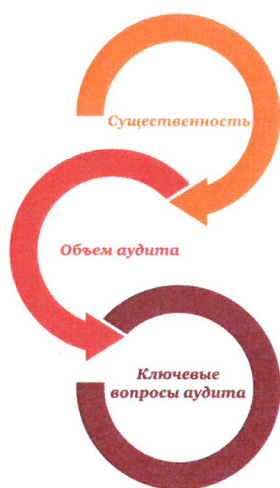 Существенность
Объем аудита
Ключевые
вопросы аудита